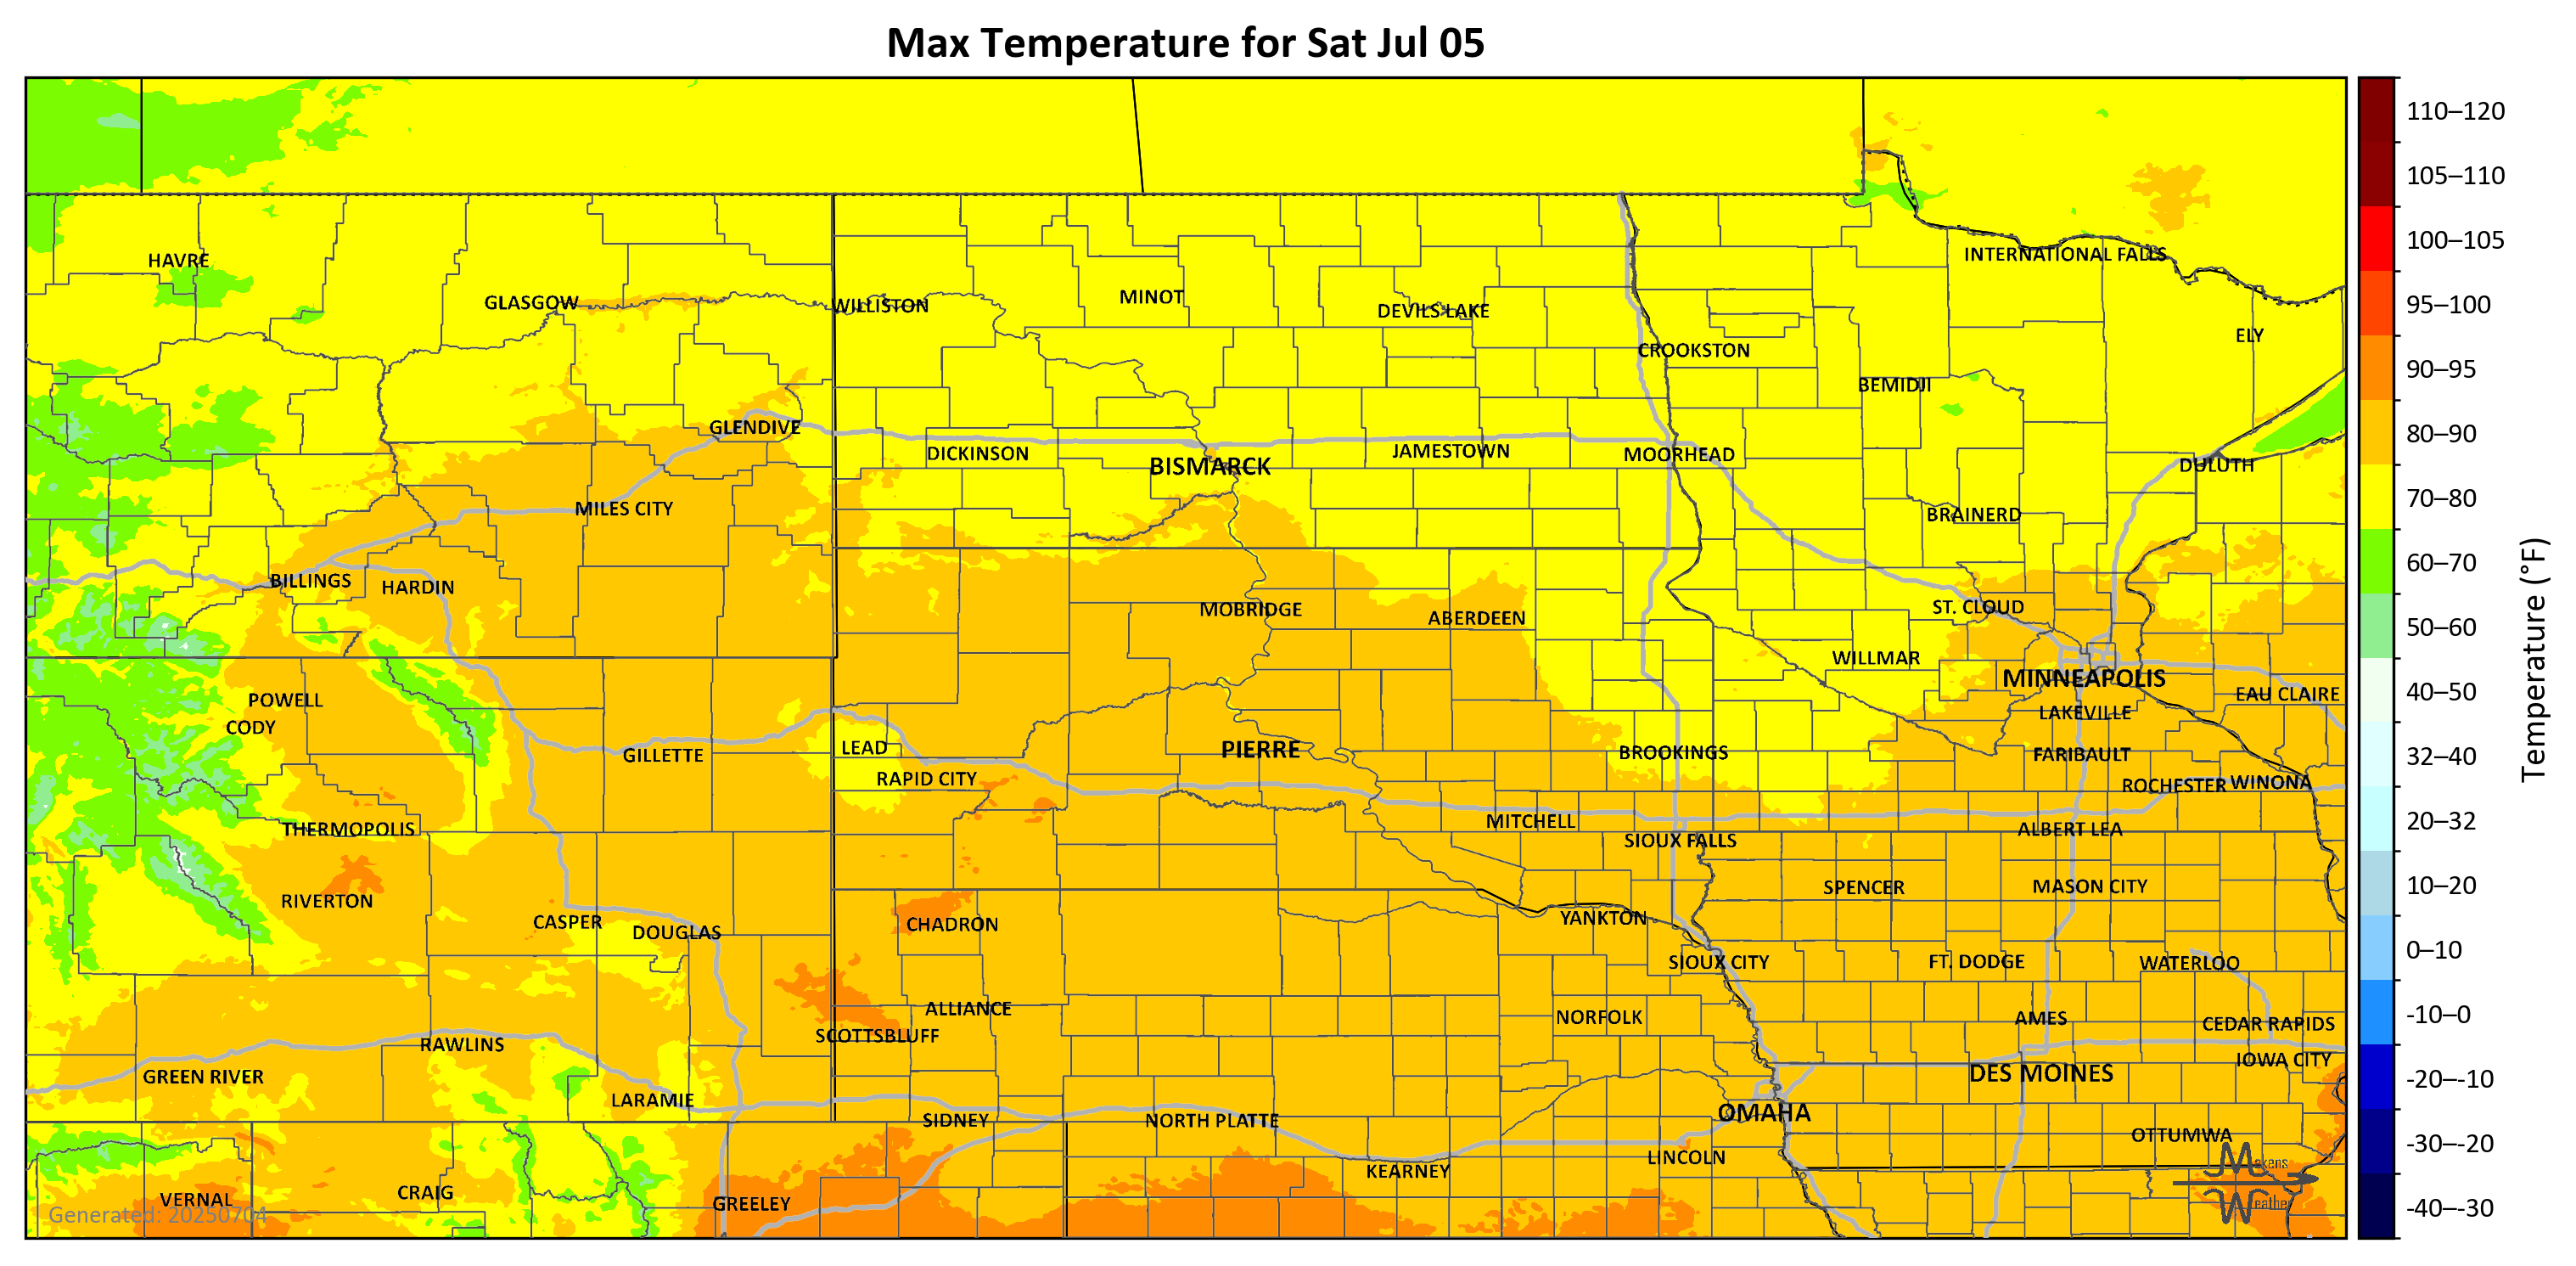 Max Temperature for Sat Jul 05
110–120
105–110
100–105
95–100
90–95
80–90
70–80
60–70
50–60
40–50
32–40
20–32
10–20
0–10
-10–0
-20–-10
-30–-20
-40–-30
Temperature (°F)
HAVRE
INTERNATIONAL FALLS
GLASGOW
WILLISTON
MINOT
DEVILS LAKE
ELY
CROOKSTON
BEMIDJI
GLENDIVE
DICKINSON
BISMARCK
JAMESTOWN
MOORHEAD
DULUTH
MILES CITY
BRAINERD
BILLINGS
HARDIN
MOBRIDGE
ABERDEEN
ST. CLOUD
WILLMAR
MINNEAPOLIS
EAU CLAIRE
POWELL
CODY
LAKEVILLE
GILLETTE
LEAD
PIERRE
BROOKINGS
FARIBAULT
RAPID CITY
ROCHESTER
WINONA
THERMOPOLIS
MITCHELL
SIOUX FALLS
ALBERT LEA
RIVERTON
SPENCER
MASON CITY
CASPER
DOUGLAS
CHADRON
YANKTON
SIOUX CITY
FT. DODGE
WATERLOO
ALLIANCE
NORFOLK
AMES
CEDAR RAPIDS
SCOTTSBLUFF
RAWLINS
IOWA CITY
GREEN RIVER
DES MOINES
LARAMIE
SIDNEY
NORTH PLATTE
OMAHA
OTTUMWA
LINCOLN
KEARNEY
VERNAL
CRAIG
GREELEY
Generated: 20250704
Makens
Weather